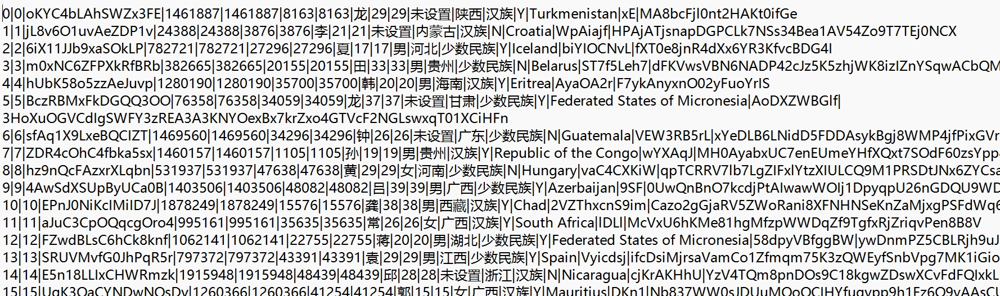 0|0|oKYC4bLAhSWZx3FE|1461887|1461887|8163|8163|龙|29|29|未设置|陕西|汉族|Y|Turkmenistan|xE|MA8bcFjl0nt2HAKt0ifGe
1|1|jL8v6O1uvAeZDP1v|24388|24388|3876|3876|李|21|21|未设置|内蒙古|汉族|N|Croatia|WpAiajf|HPAjATjsnapDGPCLk7NSs34Bea1AV54Zo9T7TEj0NCX
2|2|6iX11JJb9xaSOkLP|782721|782721|27296|27296|夏|17|17|男|河北|少数民族|Y|Iceland|biYIOCNvL|fXT0e8jnR4dXx6YR3KfvcBDG4I
3|3|m0xNC6ZFPXkRfBRb|382665|382665|20155|20155|田|33|33|男|贵州|少数民族|N|Belarus|ST7f5Leh7|dFKVwsVBN6NADP42cJz5K5zhjWK8izIZnYSqwACbQM
4|4|hUbK58o5zzAeJuvp|1280190|1280190|35700|35700|韩|20|20|男|海南|汉族|Y|Eritrea|AyaOA2r|F7ykAnyxnO02yFuoYrIS
5|5|BczRBMxFkDGQQ3OO|76358|76358|34059|34059|龙|37|37|未设置|甘肃|少数民族|Y|Federated States of Micronesia|AoDXZWBGlf|
3HoXuOGVCdIgSWFY3zREA3A3KNYOexBx7krZxo4GTVcF2NGLswxqT01XCiHFn
6|6|sfAq1X9LxeBQCIZT|1469560|1469560|34296|34296|钟|26|26|未设置|广东|少数民族|N|Guatemala|VEW3RB5rL|xYeDLB6LNidD5FDDAsykBgj8WMP4jfPixGVr
7|7|ZDR4cOhC4fbka5sx|1460157|1460157|1105|1105|孙|19|19|男|贵州|汉族|Y|Republic of the Congo|wYXAqJ|MH0AyabxUC7enEUmeYHfXQxt7SOdF60zsYpp
8|8|hz9nQcFAzxrXLqbn|531937|531937|47638|47638|黄|29|29|女|河南|少数民族|N|Hungary|vaC4CXKiW|qpTCRRV7lb7LgZIFxlYtzXIULCQ9M1PRSDtJNx6ZYCsa
9|9|4AwSdXSUpByUCa0B|1403506|1403506|48082|48082|吕|39|39|男|广西|少数民族|Y|Azerbaijan|9SF|0UwQnBnO7kcdjPtAIwawWOIj1DpyqpU26nGDQU9WD
10|10|EPnJ0NiKcIMiID7J|1878249|1878249|15576|15576|龚|38|38|男|西藏|汉族|Y|Chad|2VZThxcnS9im|Cazo2gGjaRV5ZWoRani8XFNHNSeKnZaMjxgPSFdWq6
11|11|aJuC3CpOQqcgOro4|995161|995161|35635|35635|常|26|26|女|广西|汉族|Y|South Africa|lDLl|McVxU6hKMe81hgMfzpWWDqZf9TgfxRjZriqvPen8B8V
12|12|FZwdBLsC6hCk8knf|1062141|1062141|22755|22755|蒋|20|20|男|湖北|少数民族|Y|Federated States of Micronesia|58dpyVBfggBW|ywDnmPZ5CBLRjh9uJ
13|13|SRUVMvfG0JhPqR5r|797372|797372|43391|43391|袁|29|29|男|江西|少数民族|Y|Spain|Vyicdsj|ifcDsiMjrsaVamCo1Zfmqm75K3zQWEyfSnbVpg7MK1iGio
14|14|E5n18LLIxCHWRmzk|1915948|1915948|48439|48439|邱|28|28|未设置|浙江|汉族|N|Nicaragua|cjKrAKHhU|YzV4TQm8pnDOs9C18kgwZDswXCvFdFQIxkL
15|15|UgK3OaCYNDwNOsDv|1260366|1260366|41254|41254|郭|15|15|女|广西|汉族|Y|Mauritius|DKn1|